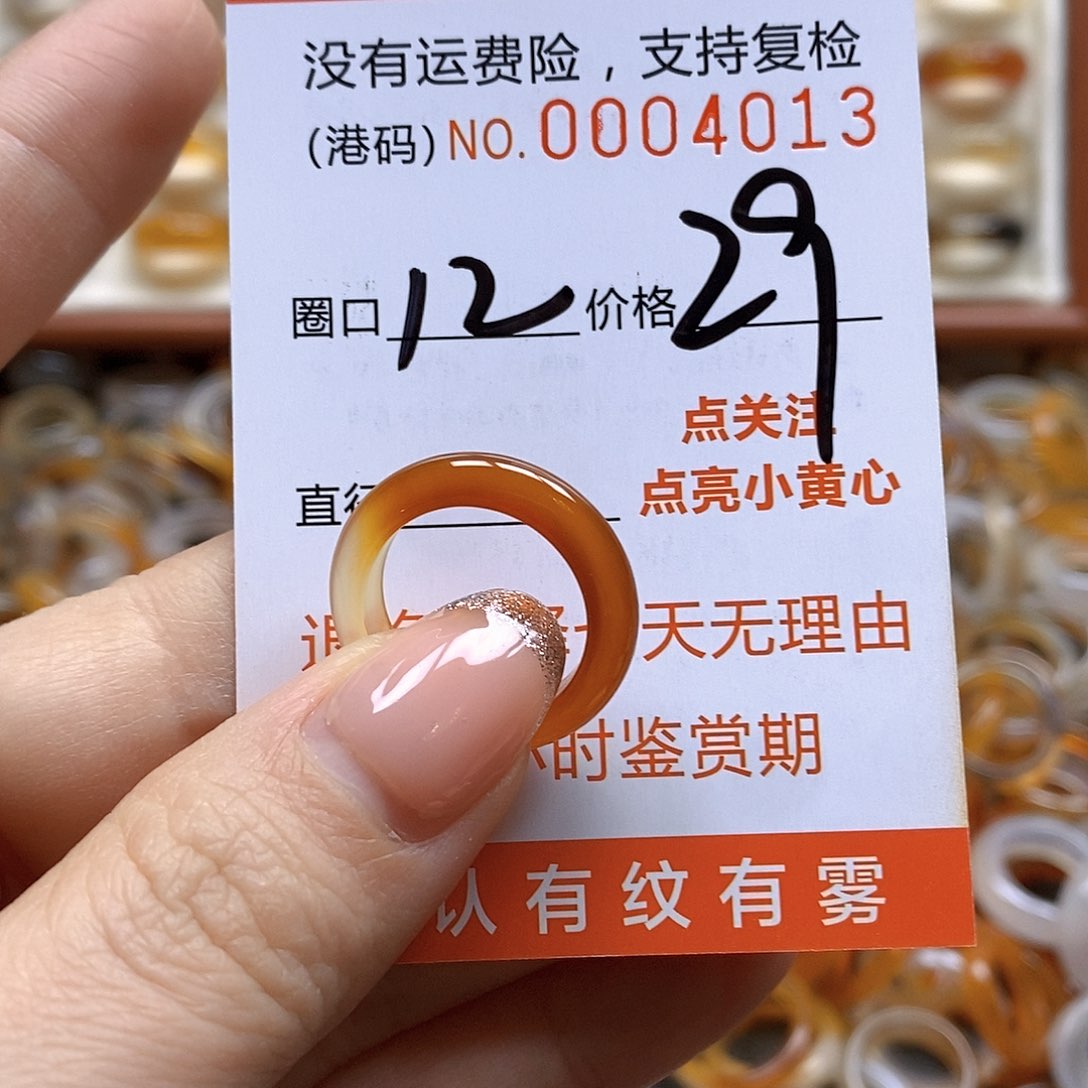 没有运费险，支持复检
(港码) NO. 0004013
圈口 12 价格 29
点关注
直径
点亮小黄心
天无理由
时鉴赏期
认有纹有雾